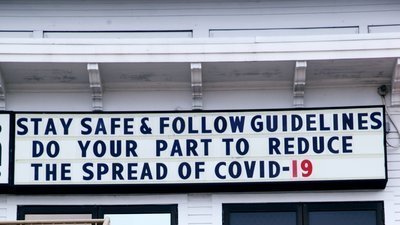 STAY SAFE & FOLLOW GUIDELINES
DO YOUR PART TO REDUCE
THE SPREAD OF COVID-19